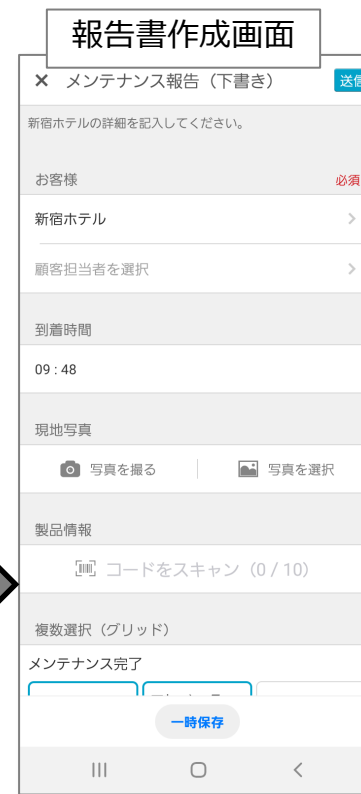 報告書作成画面
× メンテナンス報告（下書き）
送信
新宿ホテルの詳細を記入してください。
お客様
必須
新宿ホテル
顧客担当者を選択
到着時間
09 : 48
現地写真
写真を撮る
写真を選択
製品情報
コードをスキャン（0 / 10）
複数選択（グリッド）
メンテナンス完了
一時保存